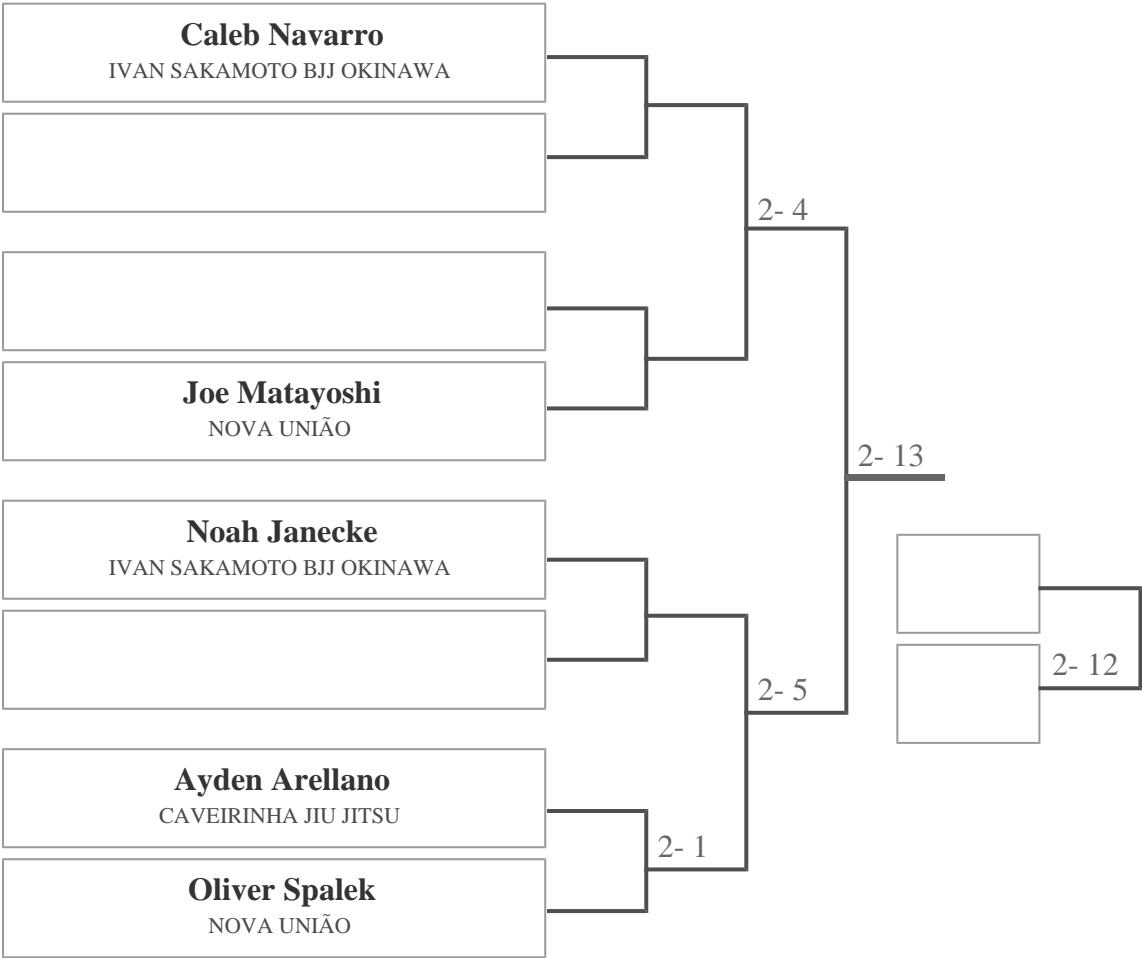 Caleb Navarro
IVAN SAKAMOTO BJJ OKINAWA
2- 4
Joe Matayoshi
NOVA UNIÃO
2- 13
Noah Janecke
IVAN SAKAMOTO BJJ OKINAWA
2- 12
2- 5
Ayden Arellano
CAVEIRINHA JIU JITSU
2- 1
Oliver Spalek
NOVA UNIÃO